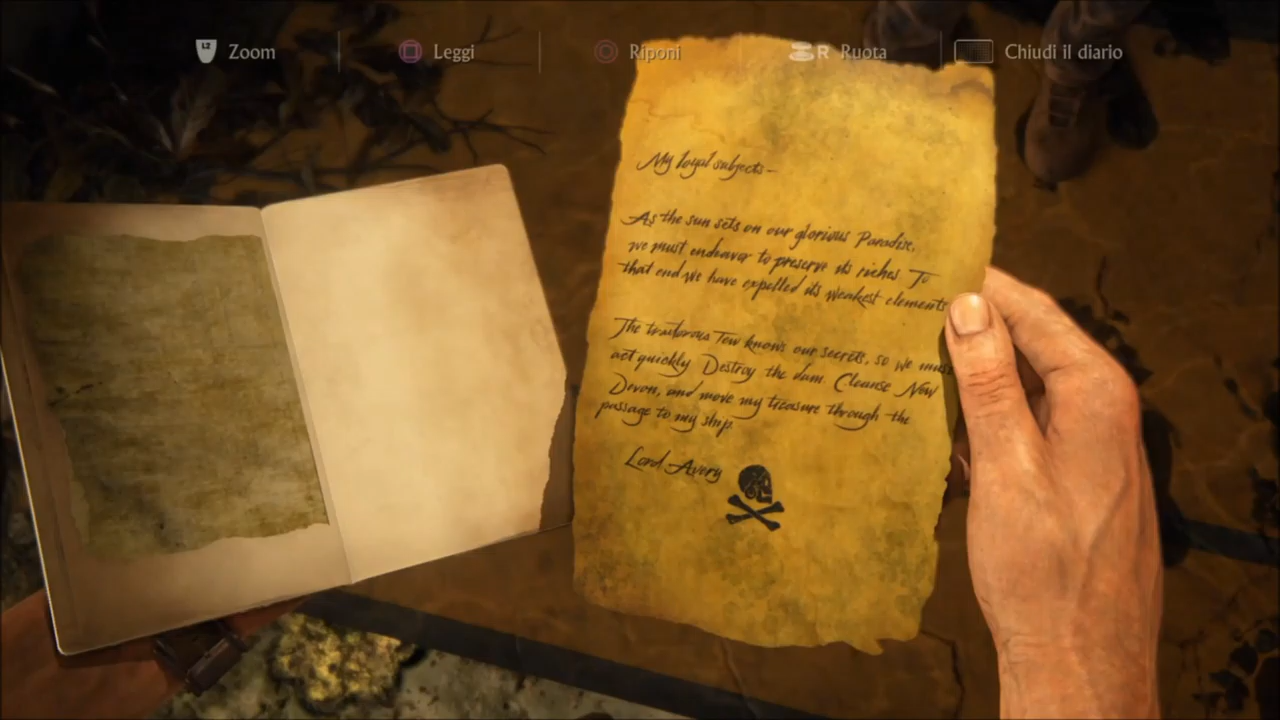 L2 Zoom
Leggi
Riponi
R Ruota
Chiudi il diario
My loyal subjects-
As the sun sets on our glorious Paradise,
we must endeavor to preserve its riches To
that end we have expelled its weakest elements
The traitorous Tew knows our secrets, so we must
act quickly Destroy the dam. Cleanse New
Devon, and move my treasure through the
passage to my ship.
Lord Avery